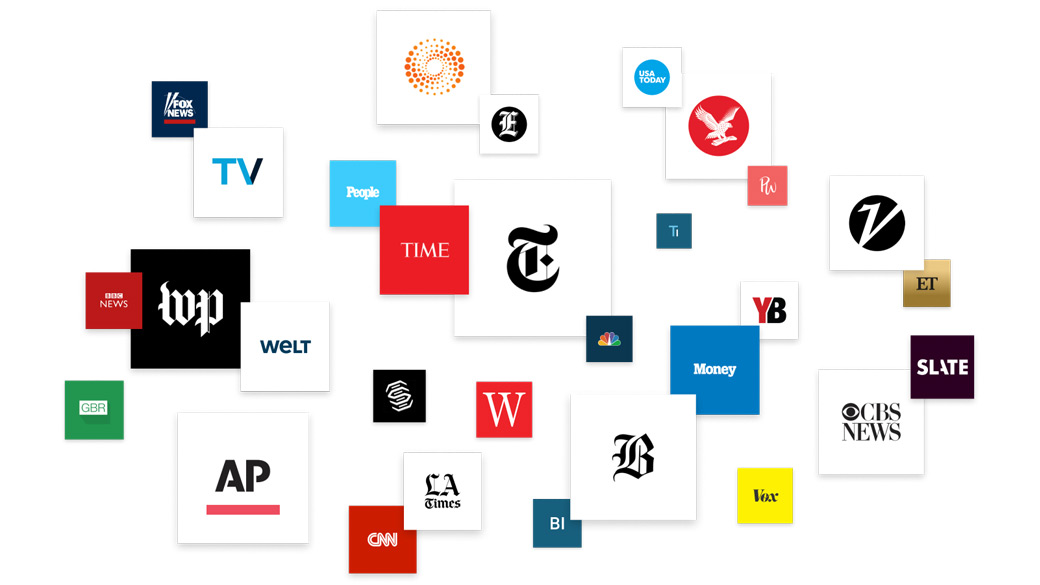 USA
TODAY
FOX
NEWS
E
TV
People
PW
TIME
T
Ti
V
BBC
NEWS
wp
ET
YB
WELT
Money
SLATE
GBR
W
CBS
NEWS
B
AP
LA
Times
Vox
BI
CNN